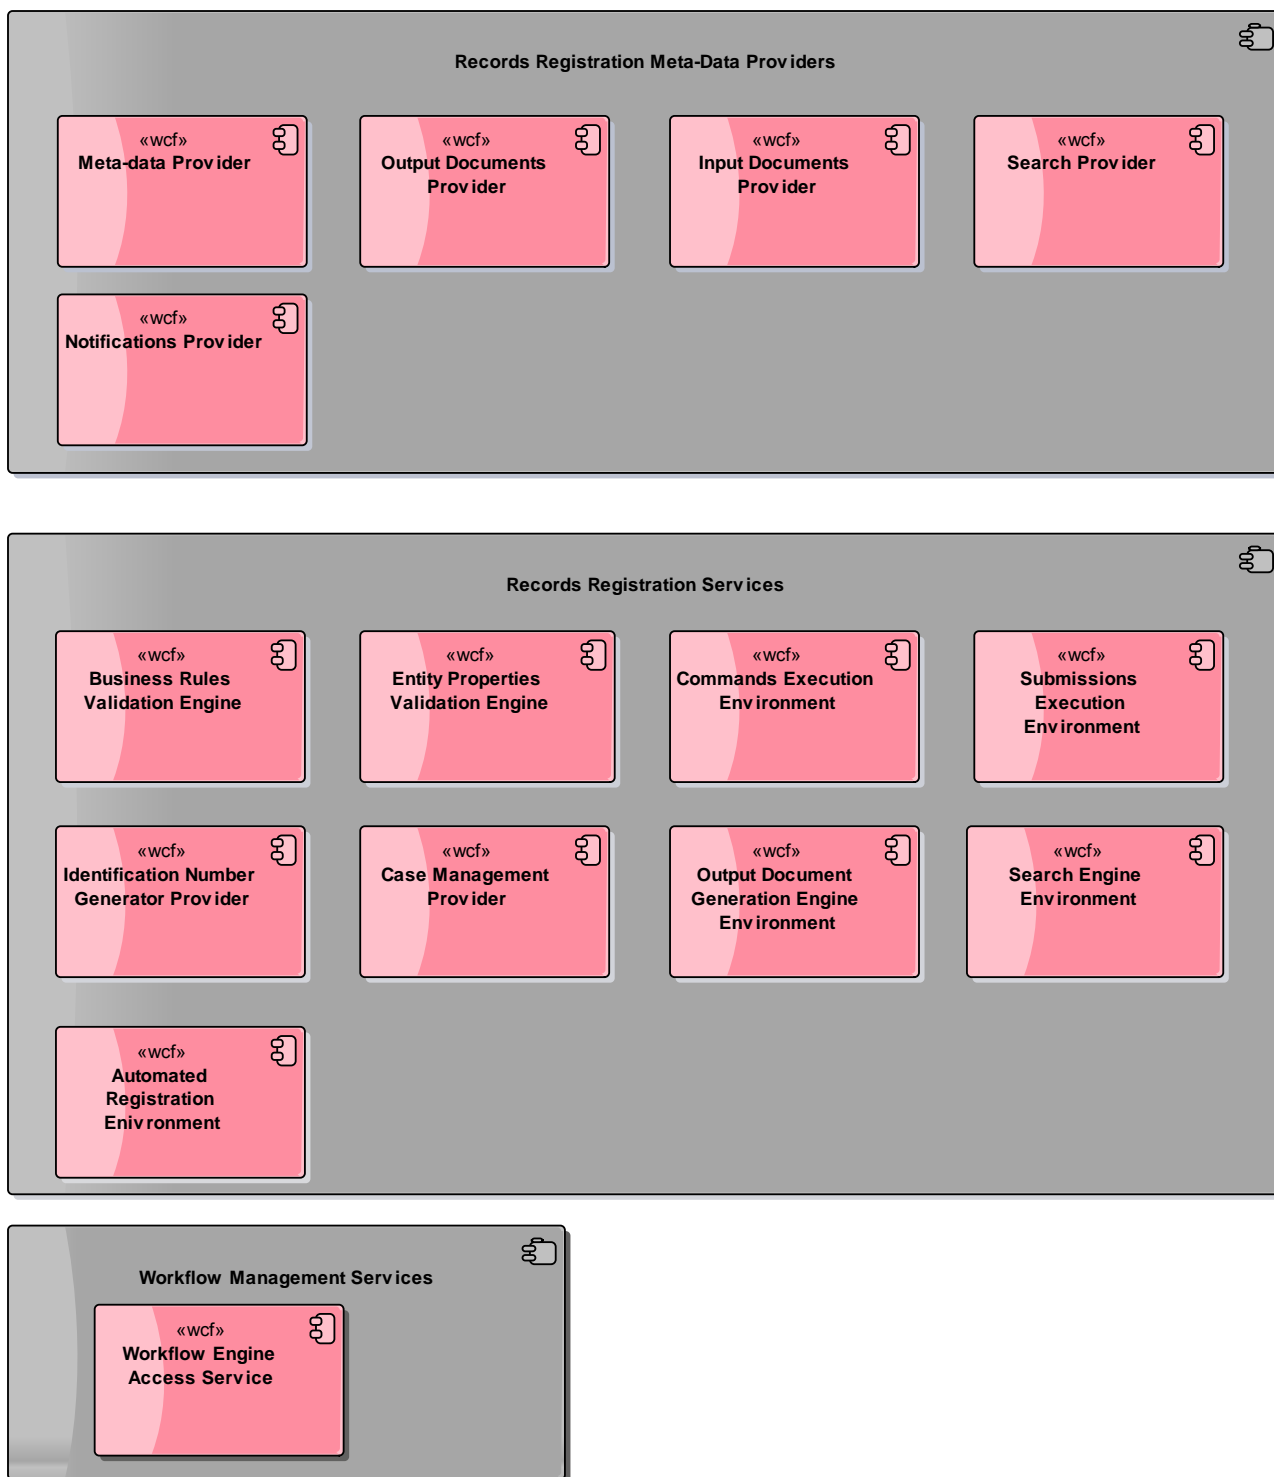 Records Registration Meta-Data Providers
«wcf»
Meta-data Provider
«wcf»
Output Documents
Provider
«wcf»
Input Documents
Provider
«wcf»
Search Provider
«wcf»
Notifications Provider
Records Registration Services
«wcf»
Business Rules
Validation Engine
«wcf»
Entity Properties
Validation Engine
«wcf»
Commands Execution
Environment
«wcf»
Submissions
Execution
Environment
«wcf»
Identification Number
Generator Provider
«wcf»
Case Management
Provider
«wcf»
Output Document
Generation Engine
Environment
«wcf»
Search Engine
Environment
«wcf»
Automated
Registration
Enivronment
Workflow Management Services
«wcf»
Workflow Engine
Access Service